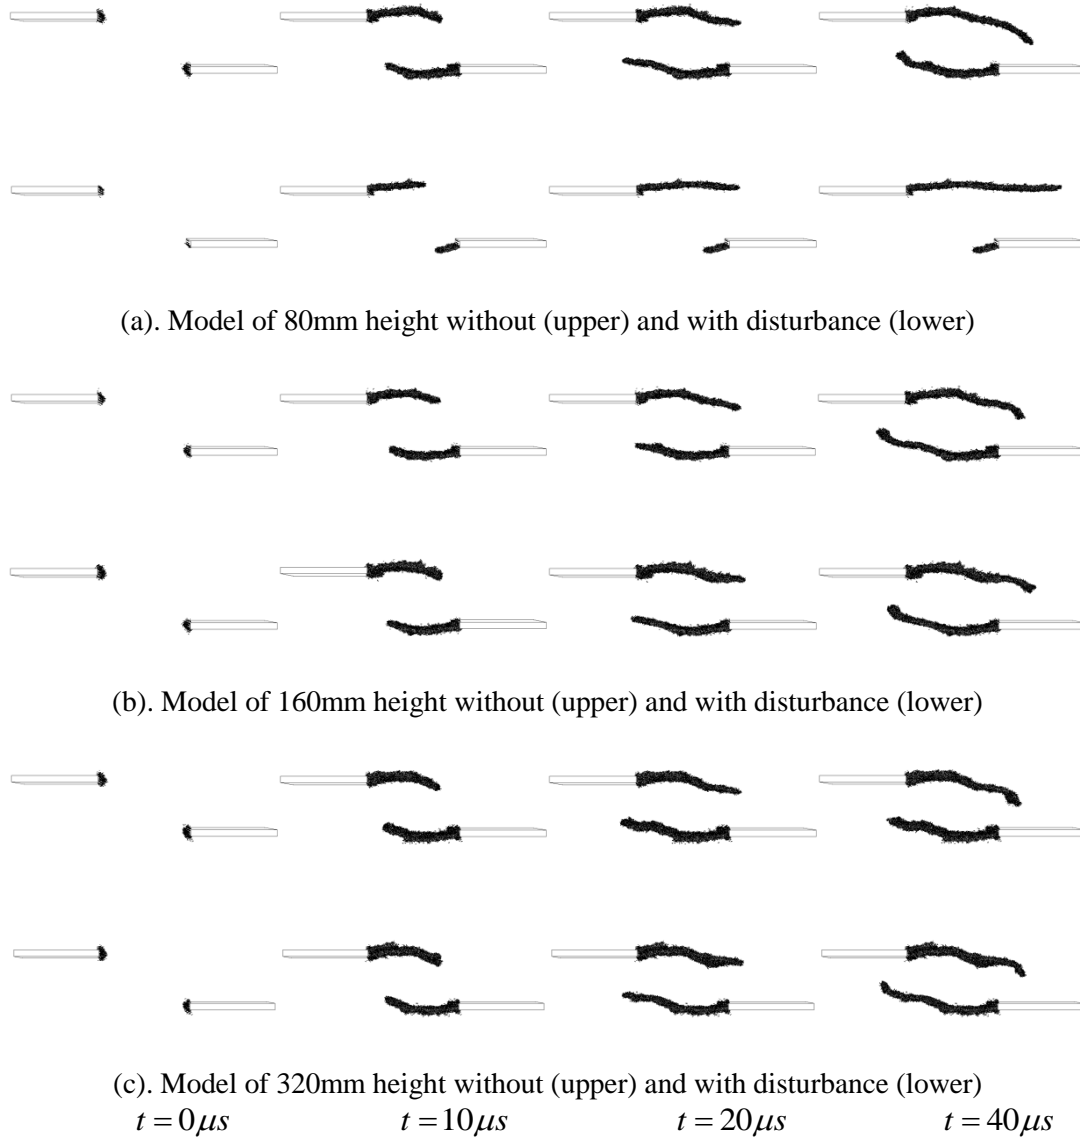 (a). Model of 80mm height without (upper) and with disturbance (lower)
(b). Model of 160mm height without (upper) and with disturbance (lower)
(c). Model of 320mm height without (upper) and with disturbance (lower)
t = 0μs t = 10μs t = 20μs t = 40μs